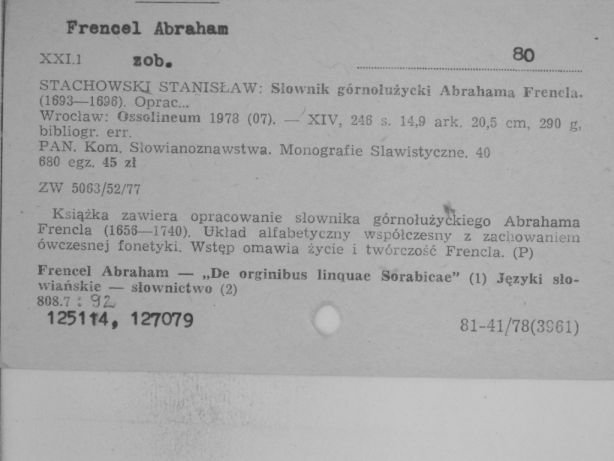 Frencel Abraham
XXI.1 zob. 80
STACHOWSKI STANISŁAW: Słownik górnołużycki Abrahama Frencla.
(1693—1696). Oprac...
Wrocław: Ossolineum 1978 (07). — XIV, 246 s. 14,9 ark. 20,5 cm, 290 g,
bibliogr. err.
PAN. Kom. Słowianoznawstwa. Monografie Slawistyczne. 40
680 egz. 45 zł
ZW 5063/52/77
Książka zawiera opracowanie słownika górnołużyckiego Abrahama
Frencla (1656—1740). Układ alfabetyczny współczesny z zachowaniem
ówczesnej fonetyki. Wstęp omawia życie i twórczość Frencla. (P)
Frencel Abraham — „De orginibus linquae Sorabicae" (1) Języki sło-
wiańskie — słownictwo (2)
808.7 : 92
125114, 127079 81-41/78(3961)